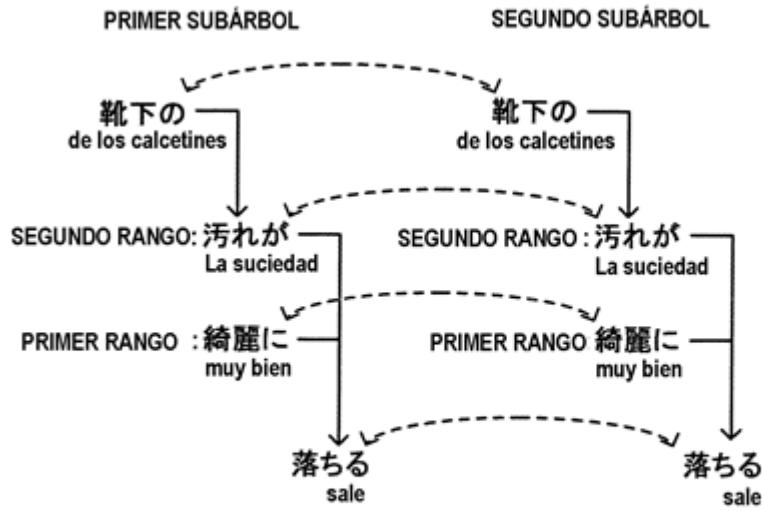 PRIMER SUBÁRBOL
SEGUNDO SUBÁRBOL
靴下の
de los calcetines
靴下の
de los calcetines
SEGUNDO RANGO: 汚れが
La suciedad
SEGUNDO RANGO : 汚れが
La suciedad
PRIMER RANGO : 綺麗に
muy bien
PRIMER RANGO 綺麗に
muy bien
落ちる
sale
落ちる
sale